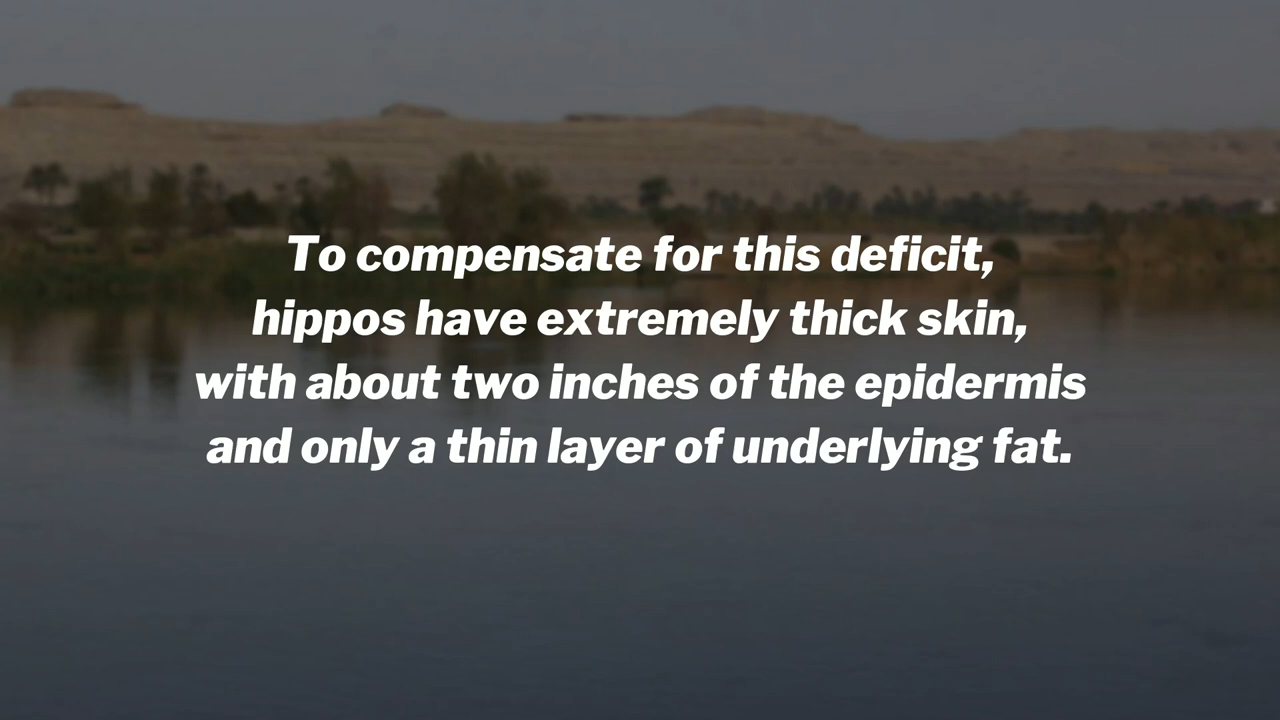 To compensate for this deficit,
hippos have extremely thick skin,
with about two inches of the epidermis
and only a thin layer of underlying fat.